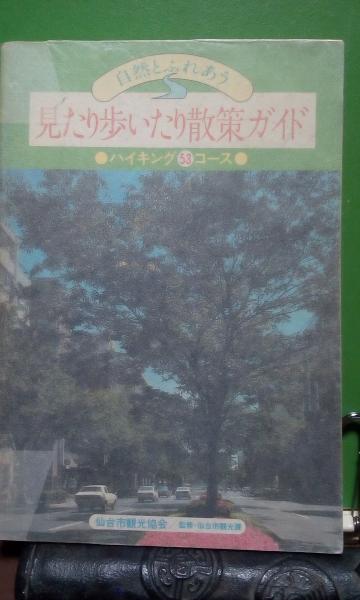 自然とふれあう
見たり歩いたり散策ガイド
●ハイキング53コース●
仙台市観光協会/監修・仙台市観光課